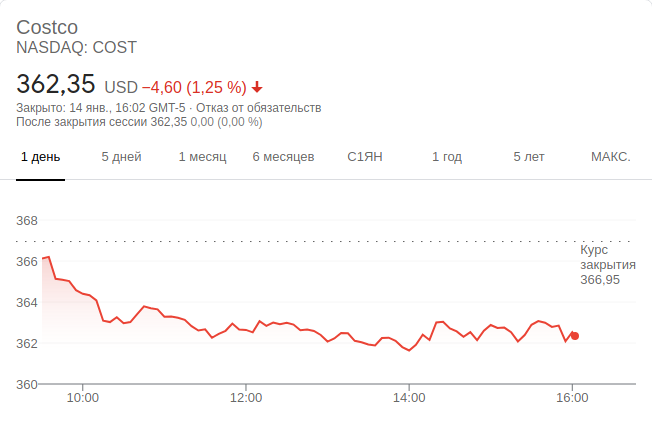 Costco
NASDAQ: COST
362,35 USD −4,60 (1,25 %)
Закрыто: 14 янв., 16:02 GMT-5 · Отказ от обязательств
После закрытия сессии 362,35 0,00 (0,00 %)
1 день 5 дней 1 месяц 6 месяцев С1ЯН 1 год 5 лет МАКС.
368
Курс
366
закрытия
366,95
364
362
360
10:00 12:00 14:00 16:00